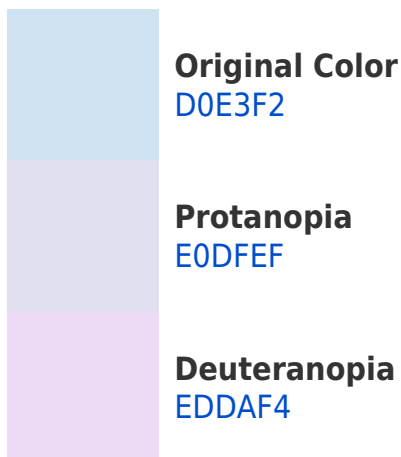 Original Color
D0E3F2
Protanopia
E0DFEF
Deuteranopia
EDDAF4